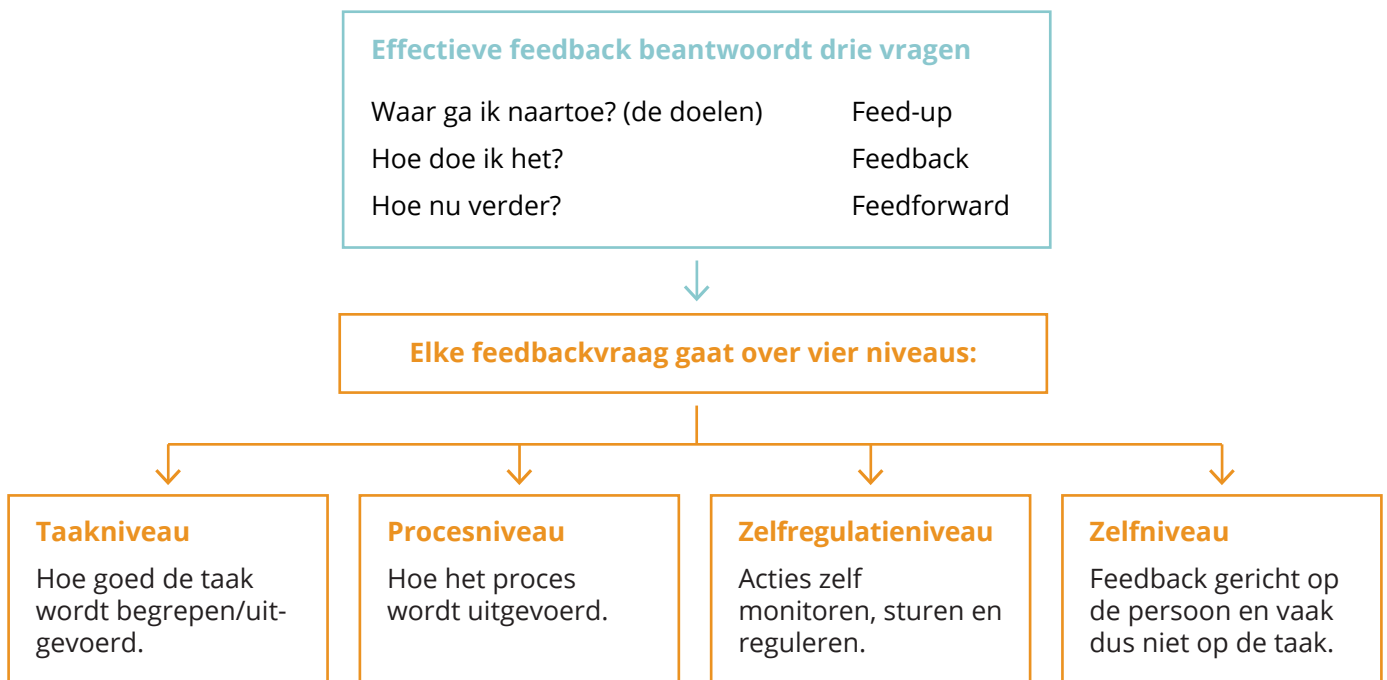 Effectieve feedback beantwoordt drie vragen
Waar ga ik naartoe? (de doelen) Feed-up
Hoe doe ik het? Feedback
Hoe nu verder? Feedforward
Elke feedbackvraag gaat over vier niveaus:
Taakniveau
Hoe goed de taak
wordt begrepen/uit-
gevoerd.
Procesniveau
Hoe het proces
wordt uitgevoerd.
Zelfregulatieniveau
Acties zelf
monitoren, sturen en
reguleren.
Zelfniveau
Feedback gericht op
de persoon en vaak
dus niet op de taak.